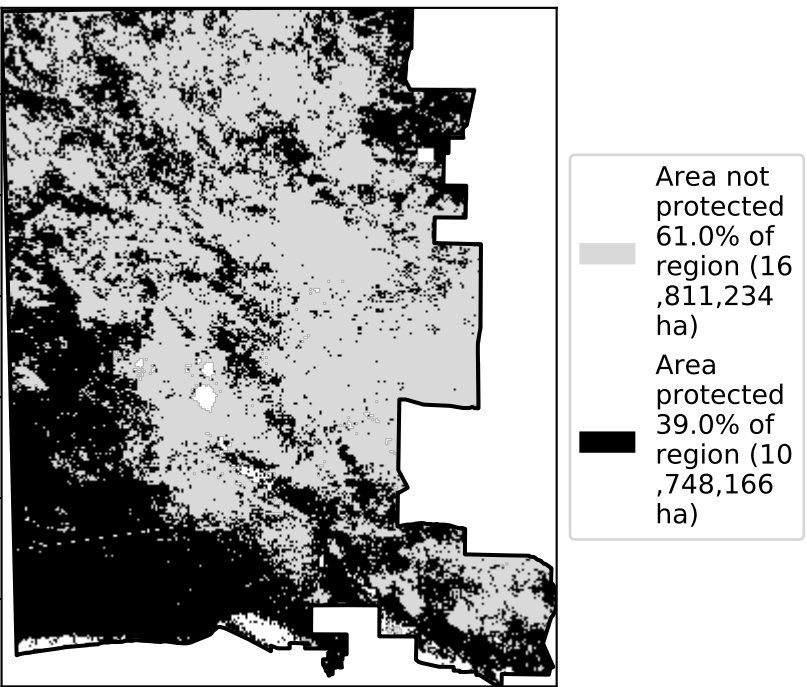 Area not
protected
61.0% of
region (16
,811,234
ha)
Area
protected
39.0% of
region (10
,748,166
ha)